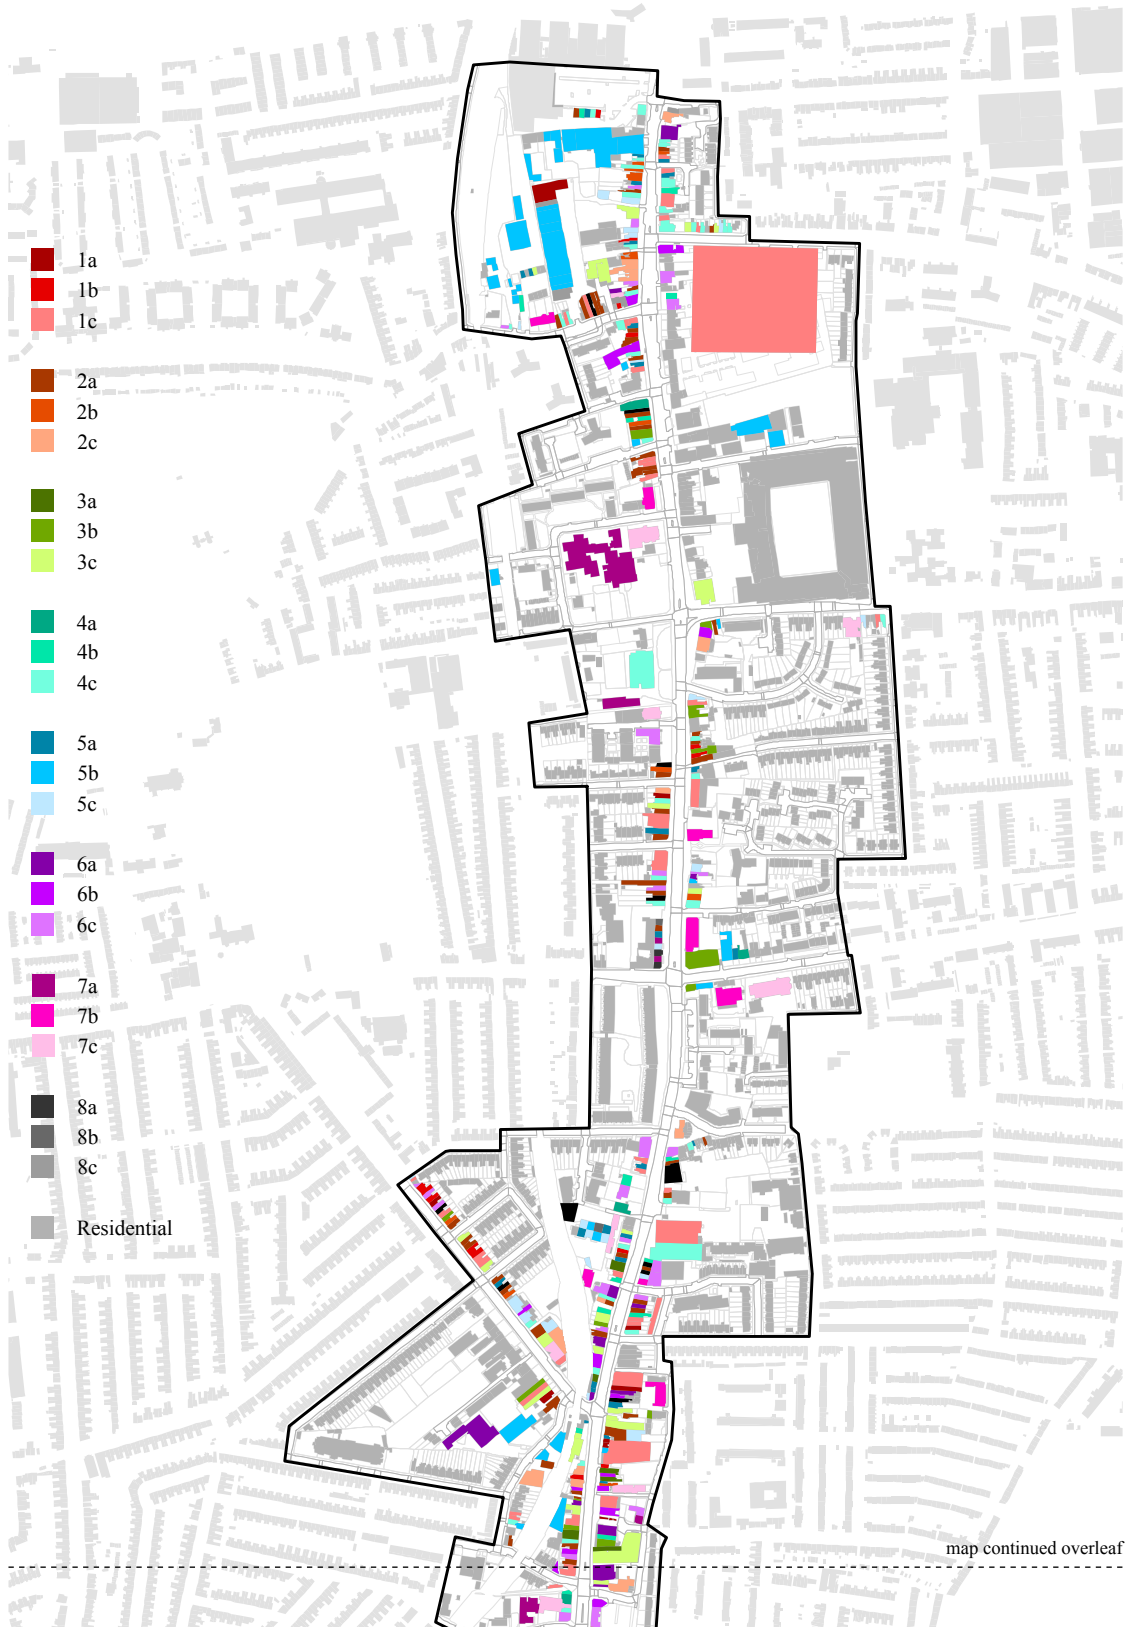 1a
1b
1c
2a
2b
2c
3a
3b
3c
4a
4b
4c
5a
5b
5c
6a
6b
6c
7a
7b
7c
8a
8b
8c
Residential
map continued overleaf